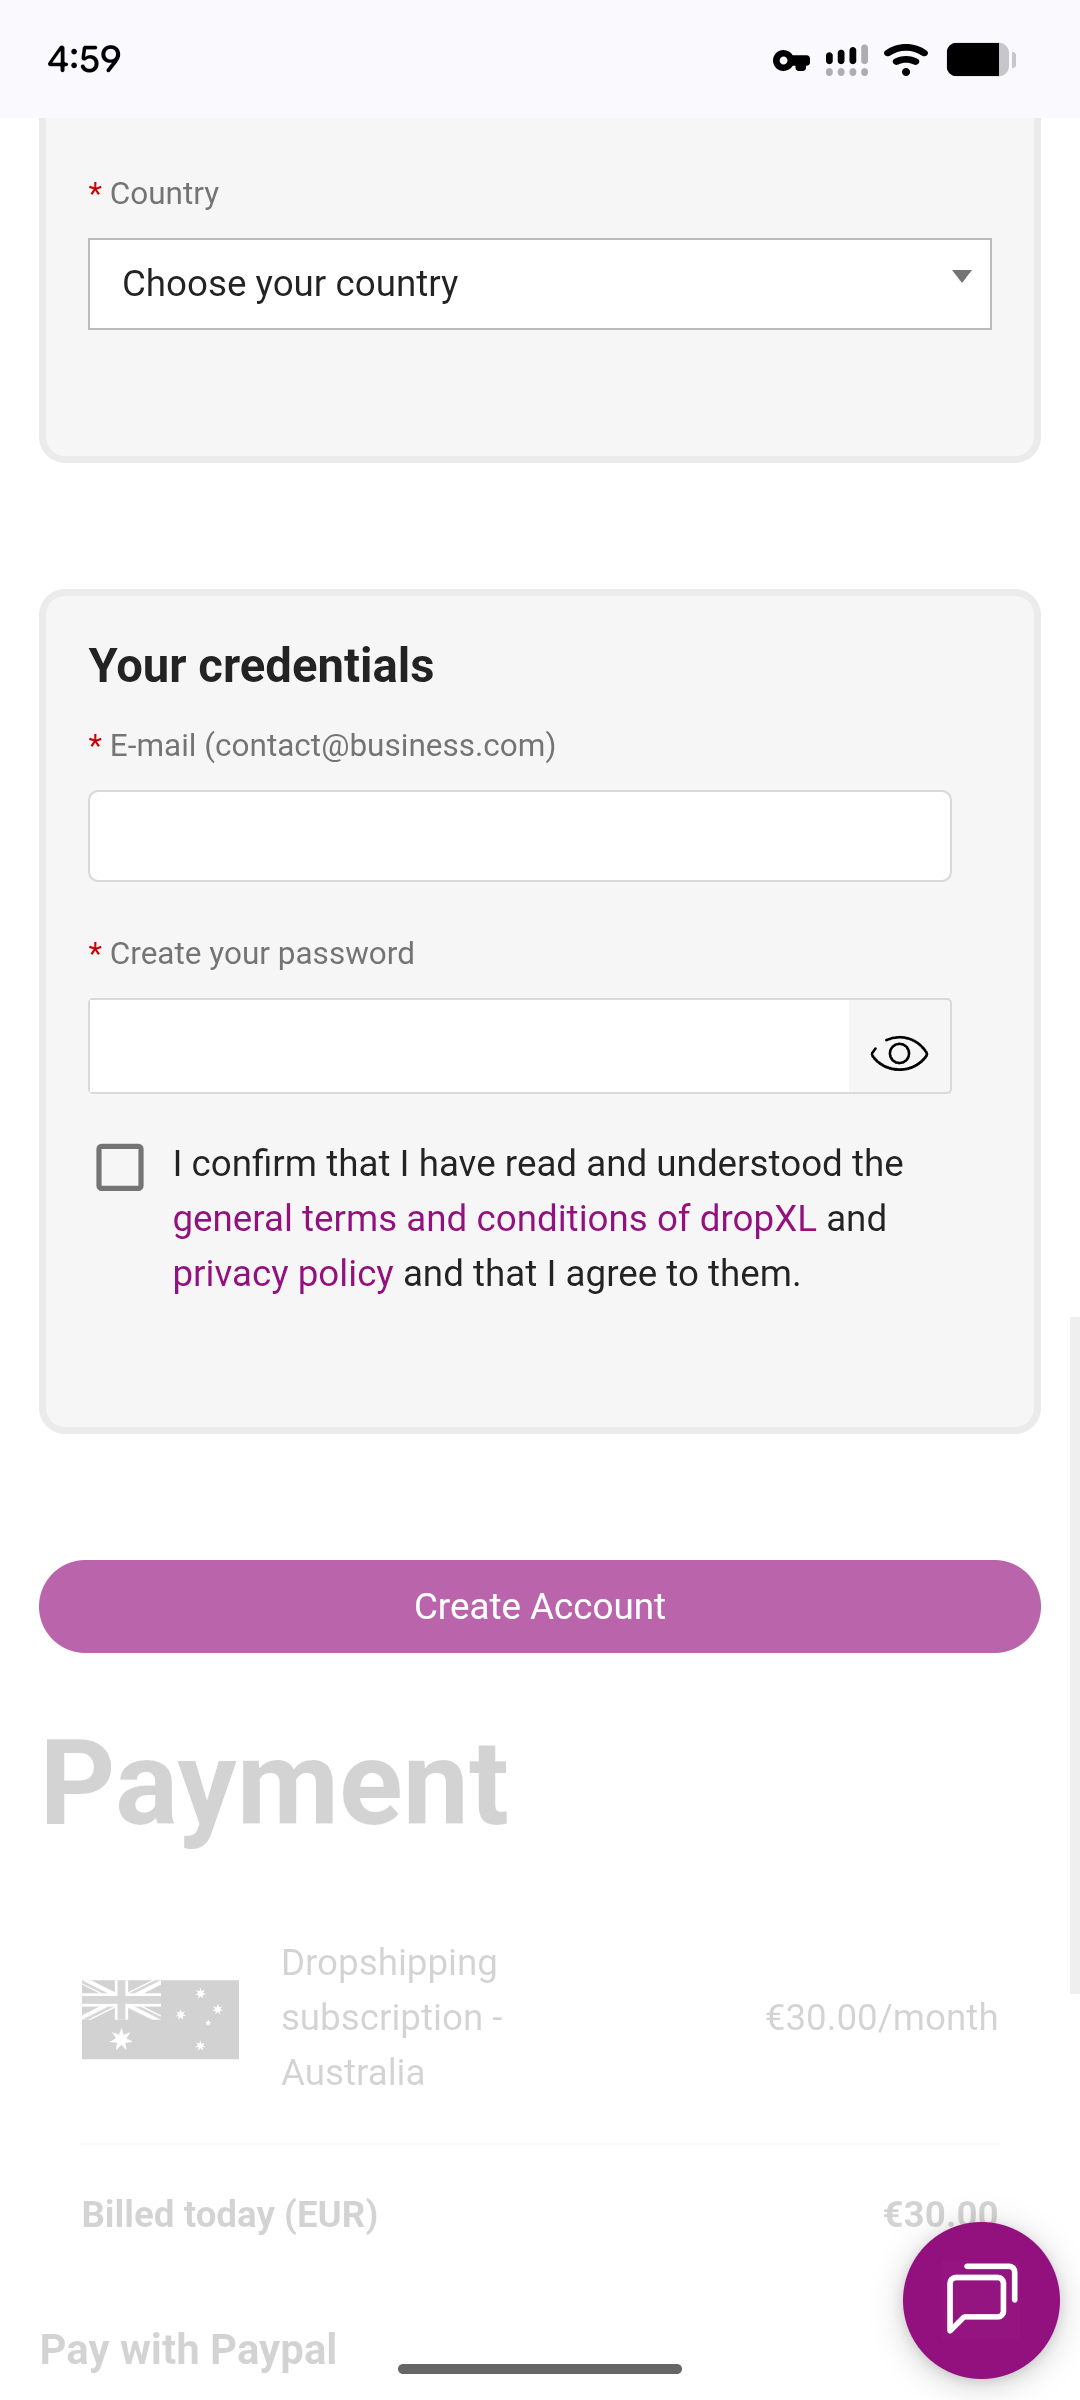 4:59
* Country
Choose your country
Your credentials
* E-mail (contact@business.com)
* Create your password
I confirm that I have read and understood the
general terms and conditions of dropXL and
privacy policy and that I agree to them.
Create Account
Payment
Dropshipping
subscription -
Australia
€30.00/month
Billed today (EUR)
€30.00
Pay with Paypal